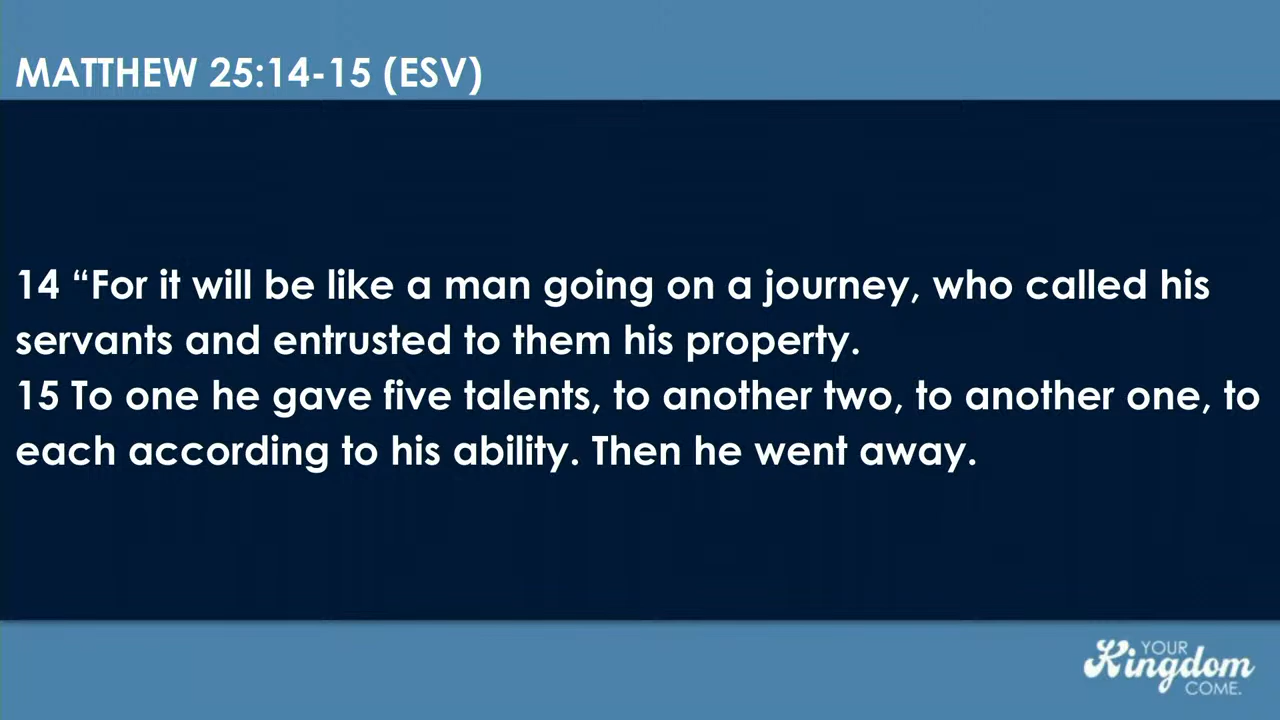 MATTHEW 25:14-15 (ESV)
14 “For it will be like a man going on a journey, who called his
servants and entrusted to them his property.
15 To one he gave five talents, to another two, to another one, to
each according to his ability. Then he went away.
YOUR
Kingdom
COME.